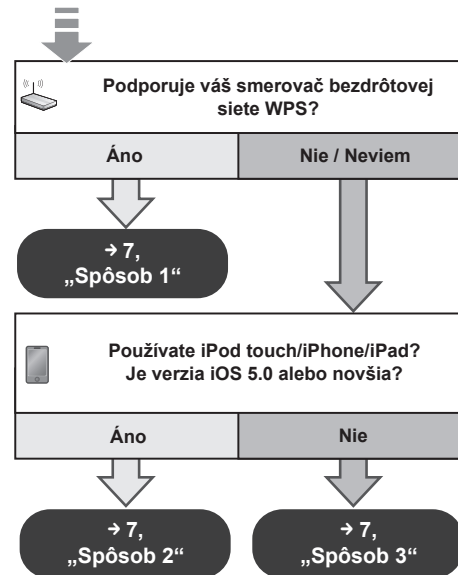 Podporuje váš smerovač bezdrôtovej
siete WPS?
Áno
Nie / Neviem
→ 7,
„Spôsob 1“
Používate iPod touch/iPhone/iPad?
Je verzia iOS 5.0 alebo novšia?
Áno
Nie
→ 7,
„Spôsob 2“
→ 7,
„Spôsob 3“